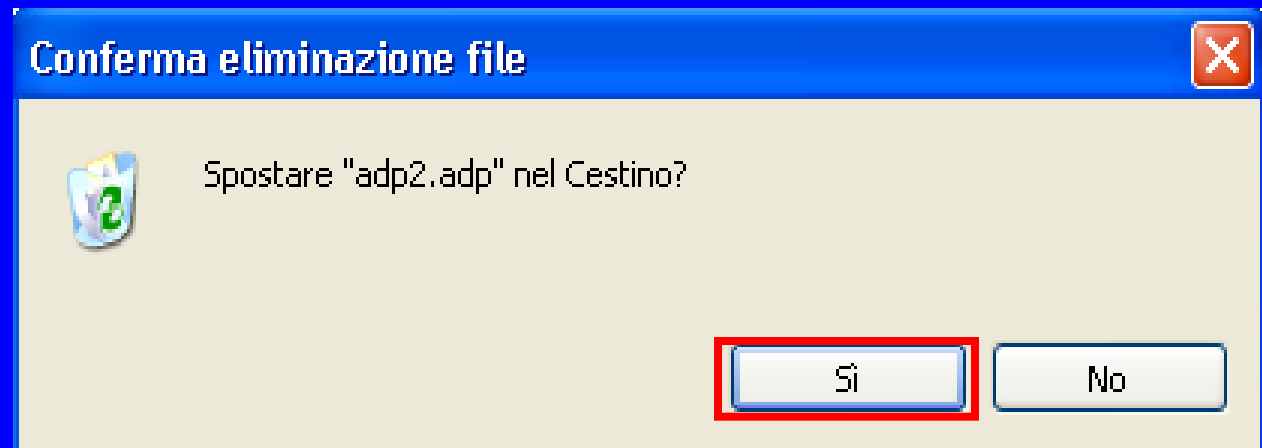 Conferma eliminazione file
Spostare "adp2.adp" nel Cestino?
Sì
No